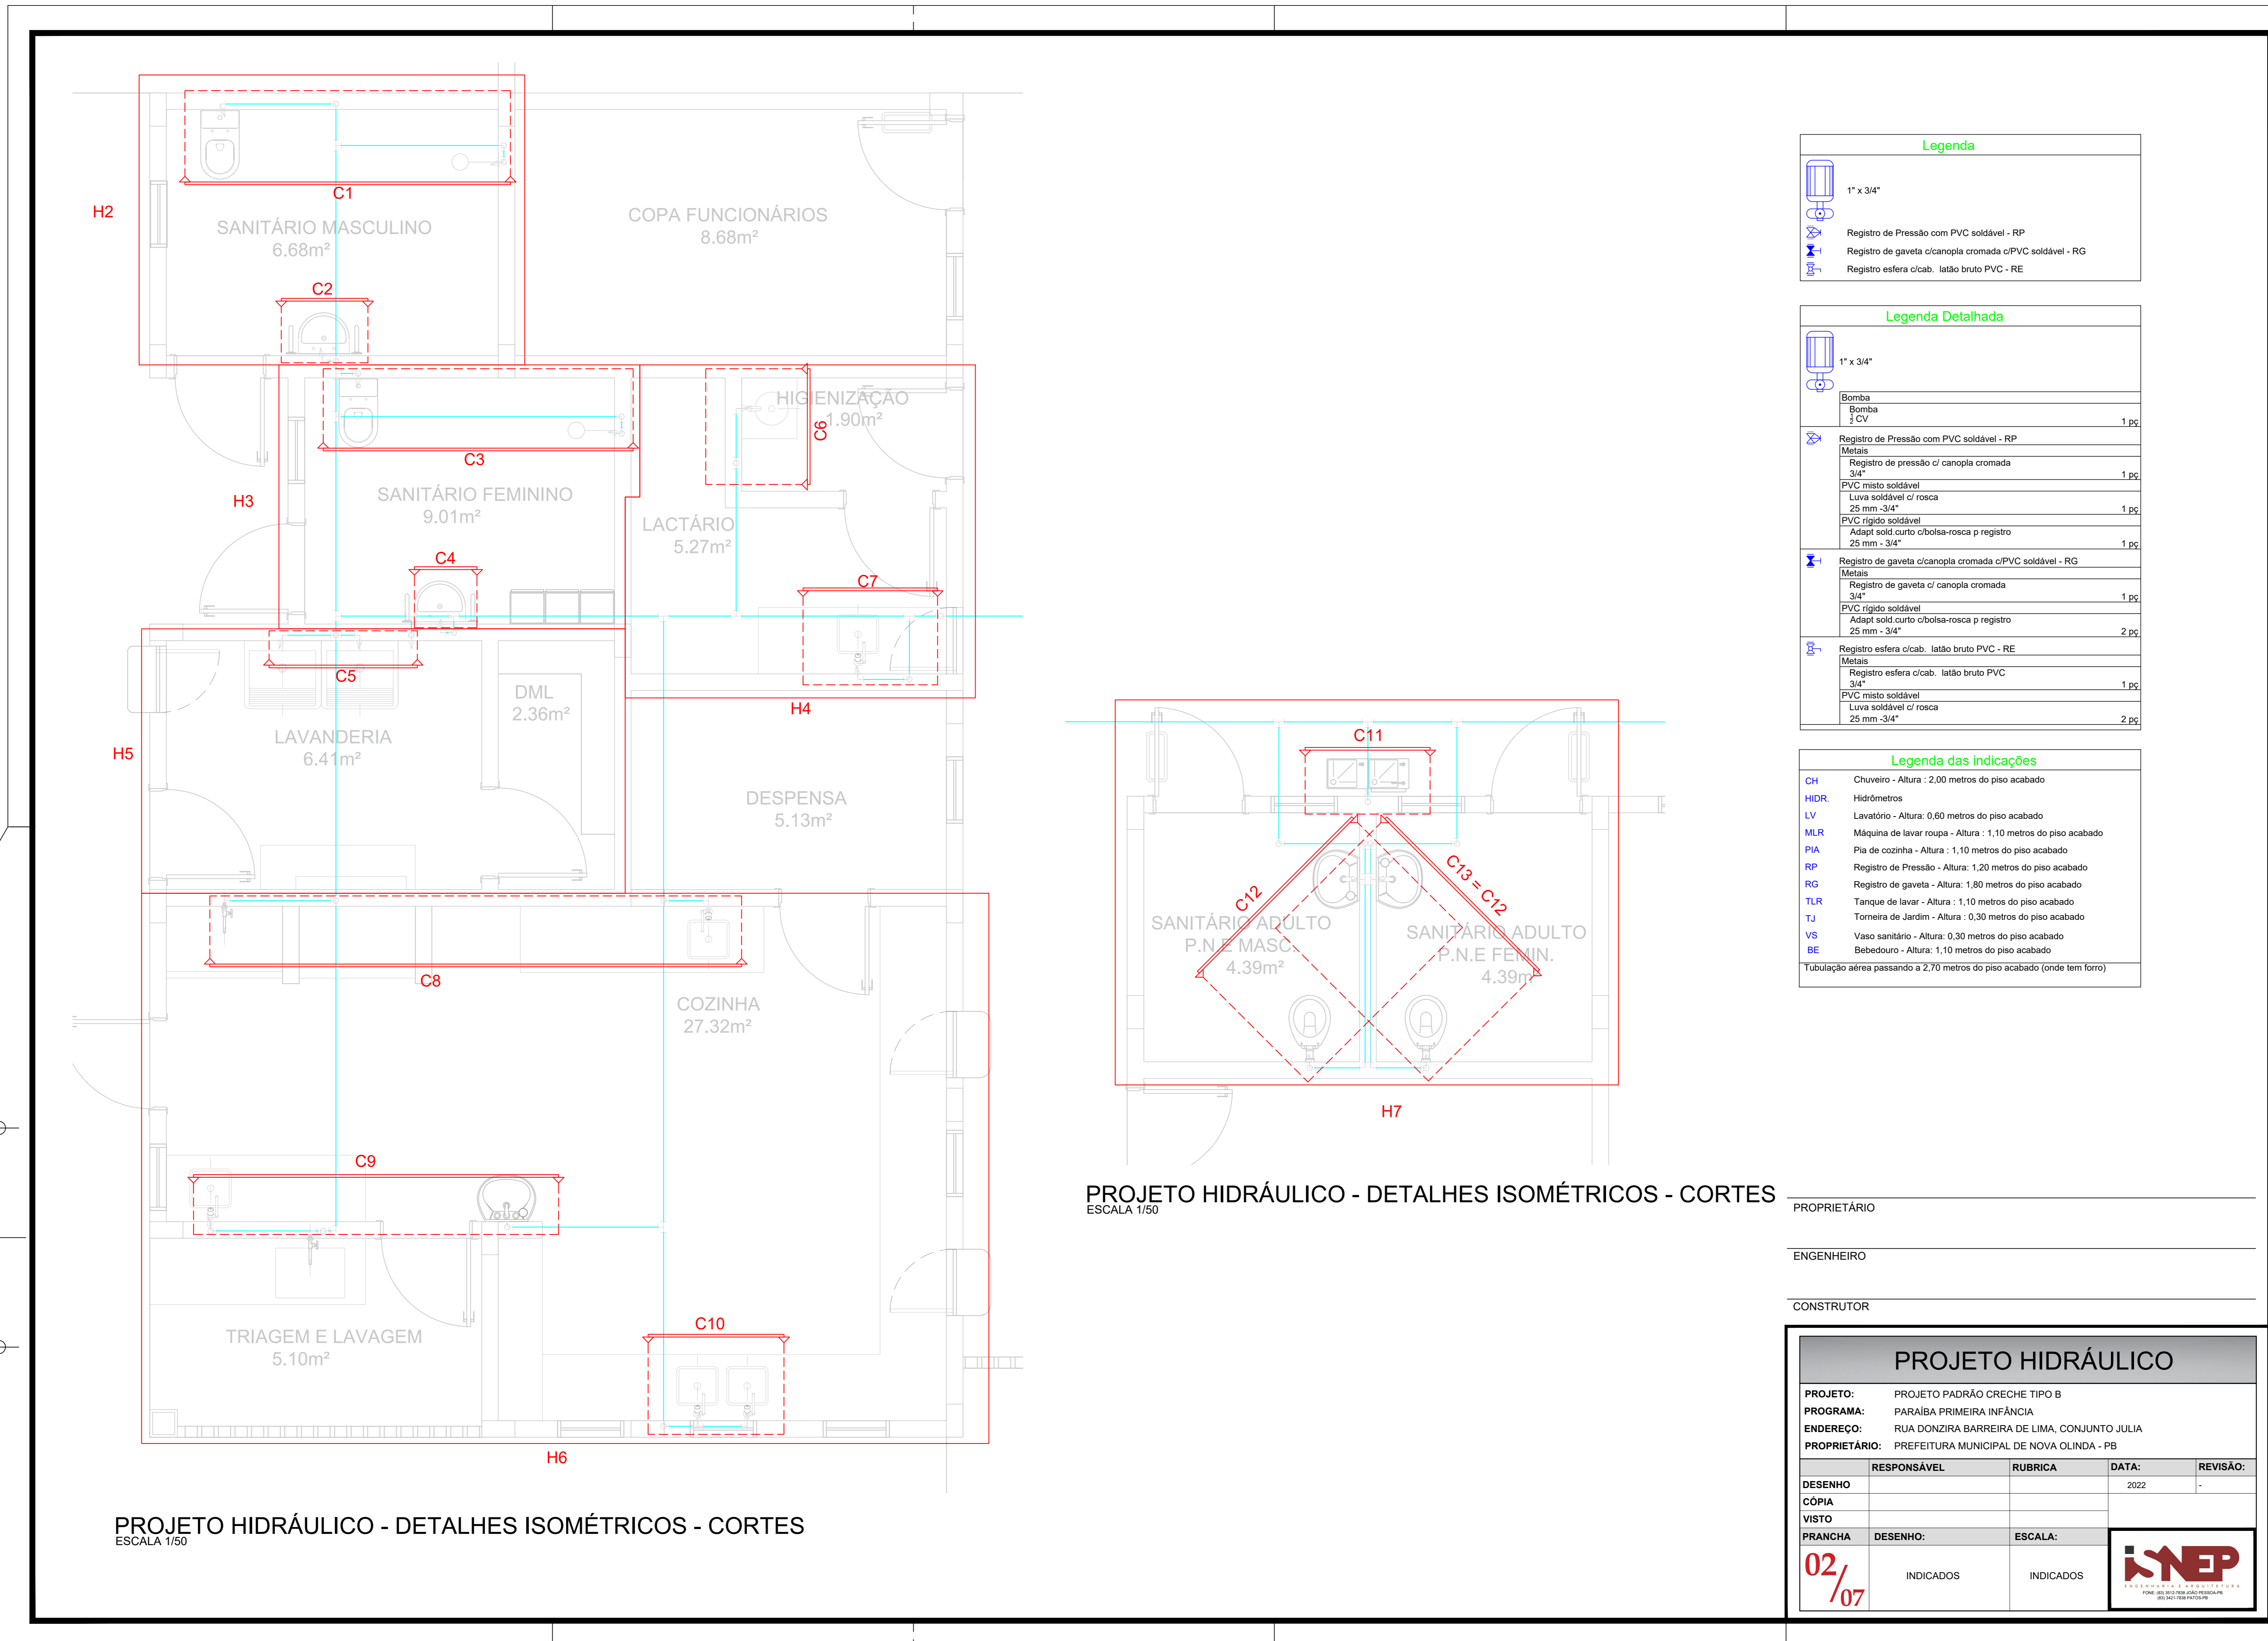 H2
C1
SANITÁRIO MASCULINO
6.68m²
COPA FUNCIONÁRIOS
8.68m²
C2
HIGIENIZAÇÃO
1.90m²
C6
C3
H3
SANITÁRIO FEMININO
9.01m²
LACTÁRIO
5.27m²
C4
C7
C5
DML
2.36m²
H4
LAVANDERIA
6.41m²
H5
DESPENSA
5.13m²
C8
COZINHA
27.32m²
C9
C10
TRIAGEM E LAVAGEM
5.10m²
H6
PROJETO HIDRÁULICO - DETALHES ISOMÉTRICOS - CORTES
ESCALA 1/50
C11
C12
C13 = C12
SANITÁRIO ADULTO
P.N.E MASC.
4.39m²
SANITÁRIO ADULTO
P.N.E FEMIN.
4.39m²
H7
PROJETO HIDRÁULICO - DETALHES ISOMÉTRICOS - CORTES
ESCALA 1/50
Legenda
1" x 3/4"
Registro de Pressão com PVC soldável - RP
Registro de gaveta c/canopla cromada c/PVC soldável - RG
Registro esfera c/cab. latão bruto PVC - RE
Legenda Detalhada
1" x 3/4"
Bomba
Bomba
½ CV 1 pç
Registro de Pressão com PVC soldável - RP
Metais
Registro de pressão c/ canopla cromada
3/4" 1 pç
PVC misto soldável
Luva soldável c/ rosca
25 mm -3/4" 1 pç
PVC rígido soldável
Adapt sold.curto c/bolsa-rosca p registro
25 mm - 3/4" 1 pç
Registro de gaveta c/canopla cromada c/PVC soldável - RG
Metais
Registro de gaveta c/ canopla cromada
3/4" 1 pç
PVC rígido soldável
Adapt sold.curto c/bolsa-rosca p registro
25 mm - 3/4" 2 pç
Registro esfera c/cab. latão bruto PVC - RE
Metais
Registro esfera c/cab. latão bruto PVC
3/4" 1 pç
PVC misto soldável
Luva soldável c/ rosca
25 mm -3/4" 2 pç
Legenda das indicações
CH Chuveiro - Altura : 2,00 metros do piso acabado
HIDR. Hidrômetros
LV Lavatório - Altura: 0,60 metros do piso acabado
MLR Máquina de lavar roupa - Altura : 1,10 metros do piso acabado
PIA Pia de cozinha - Altura : 1,10 metros do piso acabado
RP Registro de Pressão - Altura: 1,20 metros do piso acabado
RG Registro de gaveta - Altura: 1,80 metros do piso acabado
TLR Tanque de lavar - Altura : 1,10 metros do piso acabado
TJ Torneira de Jardim - Altura : 0,30 metros do piso acabado
VS Vaso sanitário - Altura: 0,30 metros do piso acabado
BE Bebedouro - Altura: 1,10 metros do piso acabado
Tubulação aérea passando a 2,70 metros do piso acabado (onde tem forro)
PROPRIETÁRIO
ENGENHEIRO
CONSTRUTOR
PROJETO HIDRÁULICO
PROJETO: PROJETO PADRÃO CRECHE TIPO B
PROGRAMA: PARAÍBA PRIMEIRA INFÂNCIA
ENDEREÇO: RUA DONZIRA BARREIRA DE LIMA, CONJUNTO JULIA
PROPRIETÁRIO: PREFEITURA MUNICIPAL DE NOVA OLINDA - PB
RESPONSÁVEL RUBRICA DATA: REVISÃO:
DESENHO 2022 -
CÓPIA
VISTO
PRANCHA DESENHO: ESCALA:
02/07 INDICADOS INDICADOS
iSNEP
ENGENHARIA E ARQUITETURA
FONE: (83) 3512-7838 JOÃO PESSOA-PB
(83) 3421-7838 PATOS-PB